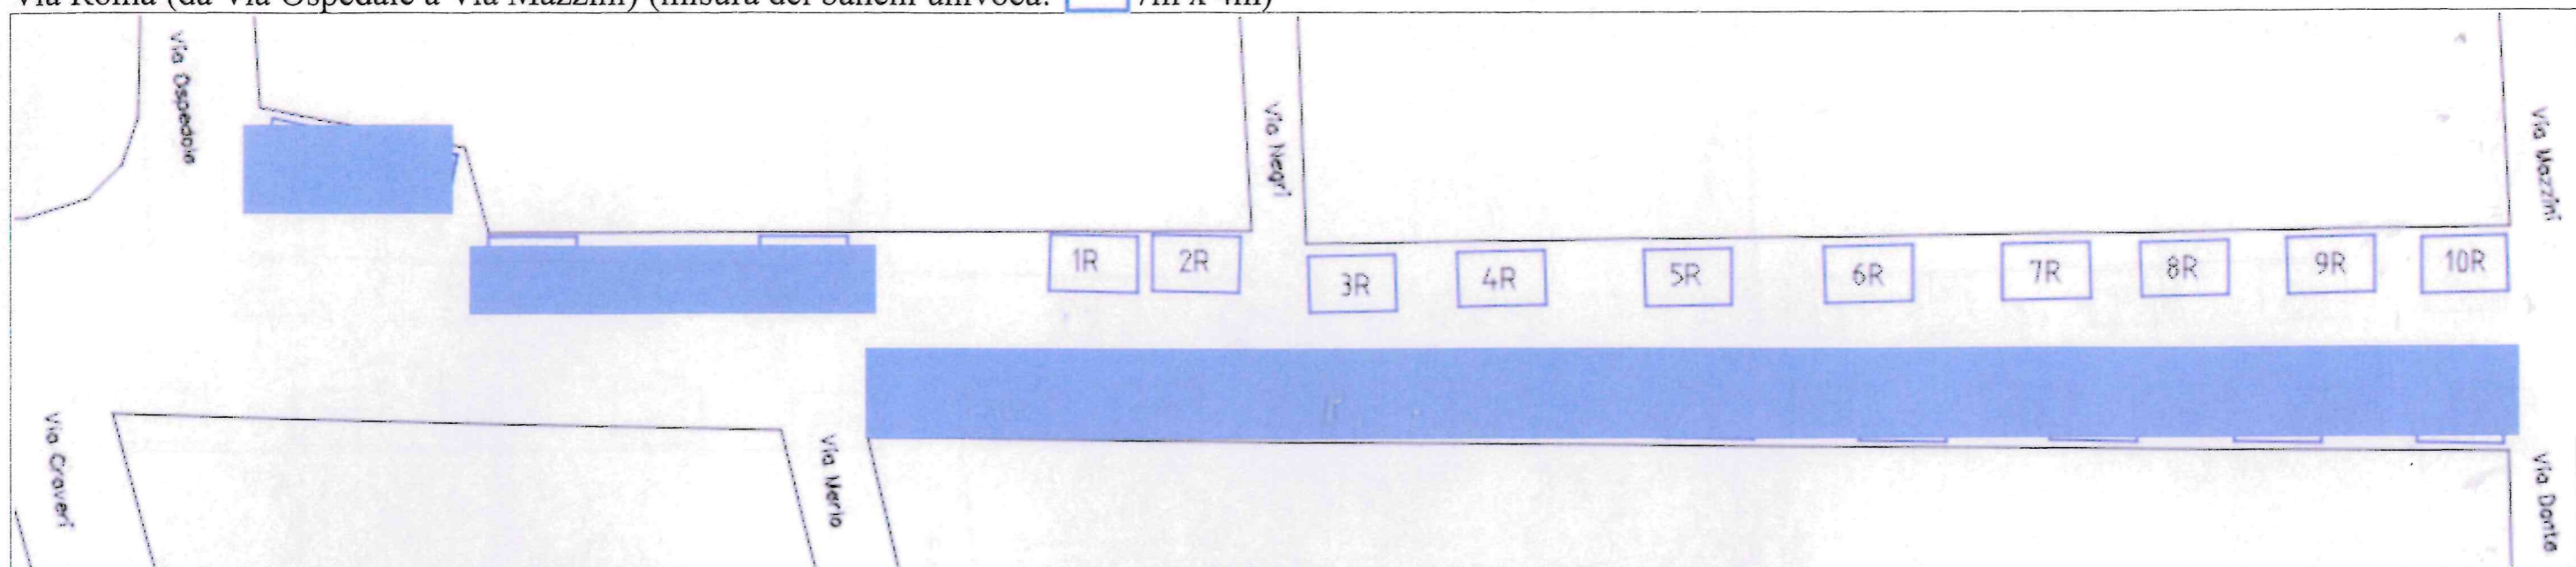 Via Roma (da Via Ospedale a Via Mazzini) (misura dei banchi univoca: 7m x 4m)
Via Ospedale
Via Negri
Via Mazzini
1R
2R
3R
4R
5R
6R
7R
8R
9R
10R
Via Craveri
Via Merlo
Via Dante